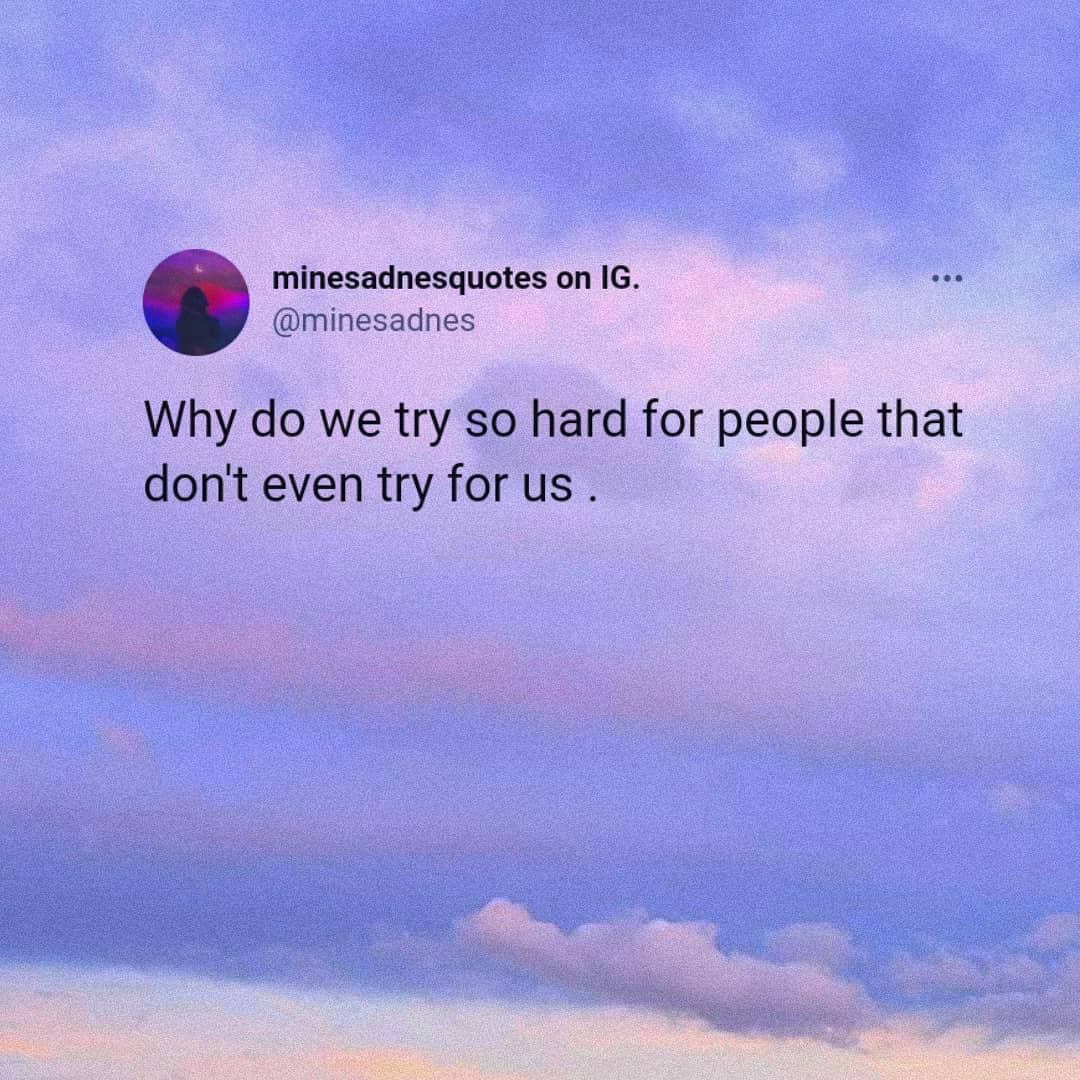 minesadnesquotes on IG.
@minesadnes
Why do we try so hard for people that
don't even try for us .